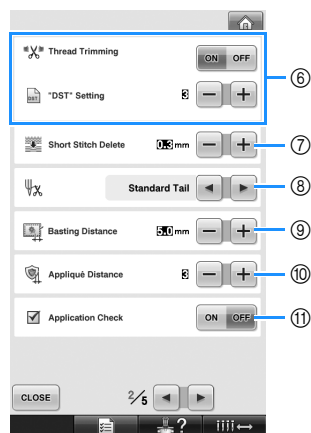 Thread Trimming ON OFF
⑥
DST "DST" Setting 3 − +
Short Stitch Delete 0.3 mm − + ⑦
Standard Tail ⑧
Basting Distance 5.0 mm − + ⑨
Appliqué Distance 3 − + ⑩
Application Check ON OFF ⑪
CLOSE 2/5
?